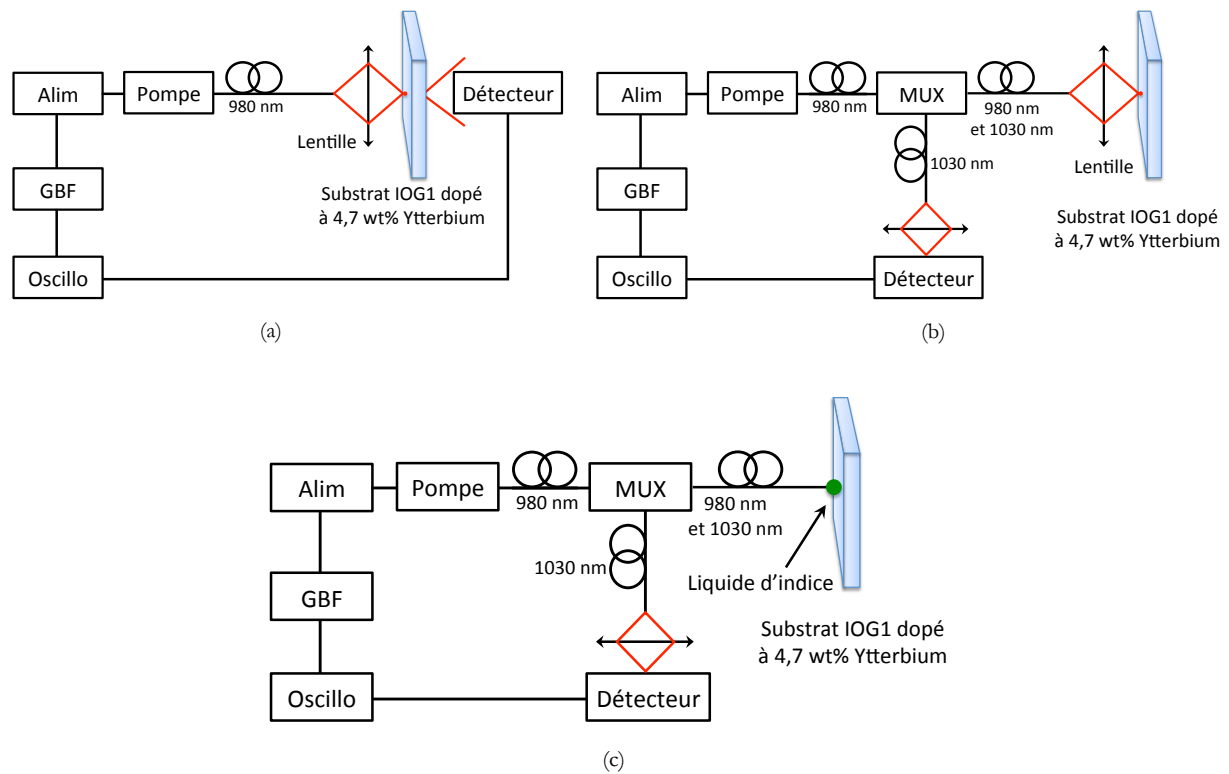 Alim
Pompe
980 nm
Lentille
Détecteur
GBF
Substrat IOG1 dopé
à 4,7 wt% Ytterbium
Oscillo
(a)
Alim
Pompe
980 nm
MUX
980 nm
et 1030 nm
1030 nm
Lentille
GBF
Substrat IOG1 dopé
à 4,7 wt% Ytterbium
Oscillo
Détecteur
(b)
Alim
Pompe
980 nm
MUX
980 nm
et 1030 nm
1030 nm
Liquide d'indice
GBF
Substrat IOG1 dopé
à 4,7 wt% Ytterbium
Oscillo
Détecteur
(c)